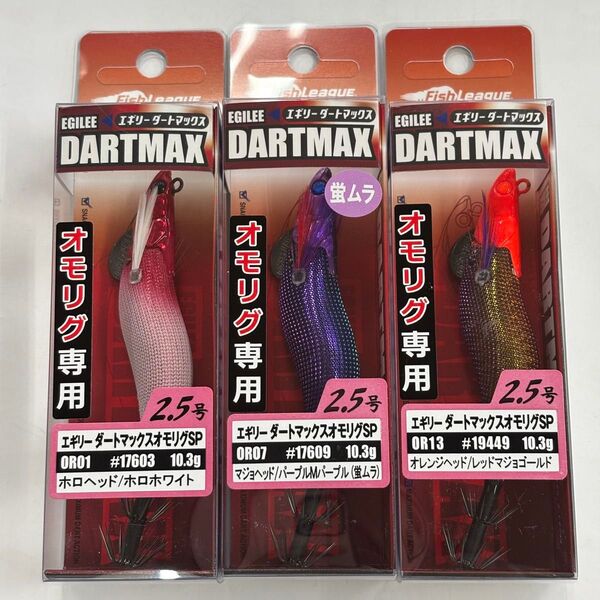 FishLeague
EGILEE エギリーダートマックス
DARTMAX
オモリグ専用
2.5号
エギリー ダートマックスオモリグSP
OR01 #17603 10.3g
ホロヘッド/ホロホワイト
FishLeague
EGILEE エギリーダートマックス
DARTMAX
蛍ムラ
オモリグ専用
2.5号
エギリー ダートマックスオモリグSP
OR07 #17609 10.3g
マジョヘッド/パープルMパープル(蛍ムラ)
FishLeague
EGILEE エギリーダートマックス
DARTMAX
オモリグ専用
2.5号
エギリー ダートマックスオモリグSP
OR13 #19449 10.3g
オレンジヘッド/レッドマジョゴールド